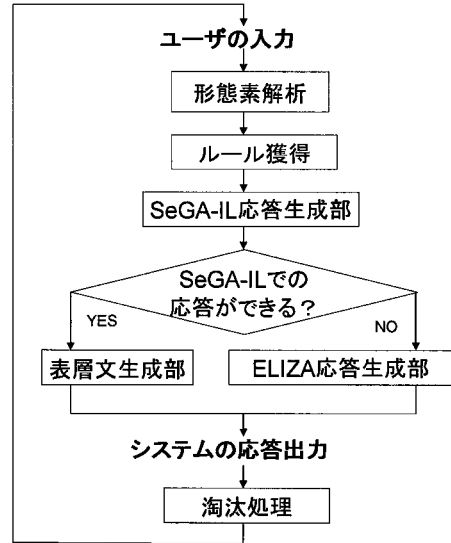 ユーザの入力
形態素解析
ルール獲得
SeGA-IL応答生成部
SeGA-ILでの
応答ができる？
YES
NO
表層文生成部
ELIZA応答生成部
システムの応答出力
淘汰処理